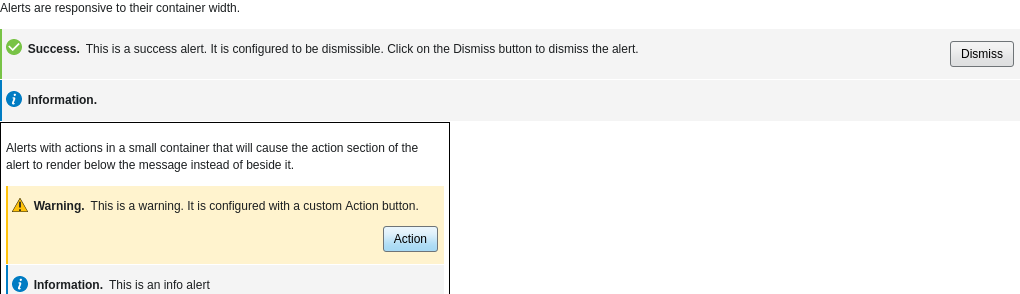 Alerts are responsive to their container width.
Success. This is a success alert. It is configured to be dismissible. Click on the Dismiss button to dismiss the alert.
Dismiss
Information.
Alerts with actions in a small container that will cause the action section of the
alert to render below the message instead of beside it.
Warning. This is a warning. It is configured with a custom Action button.
Action
Information. This is an info alert